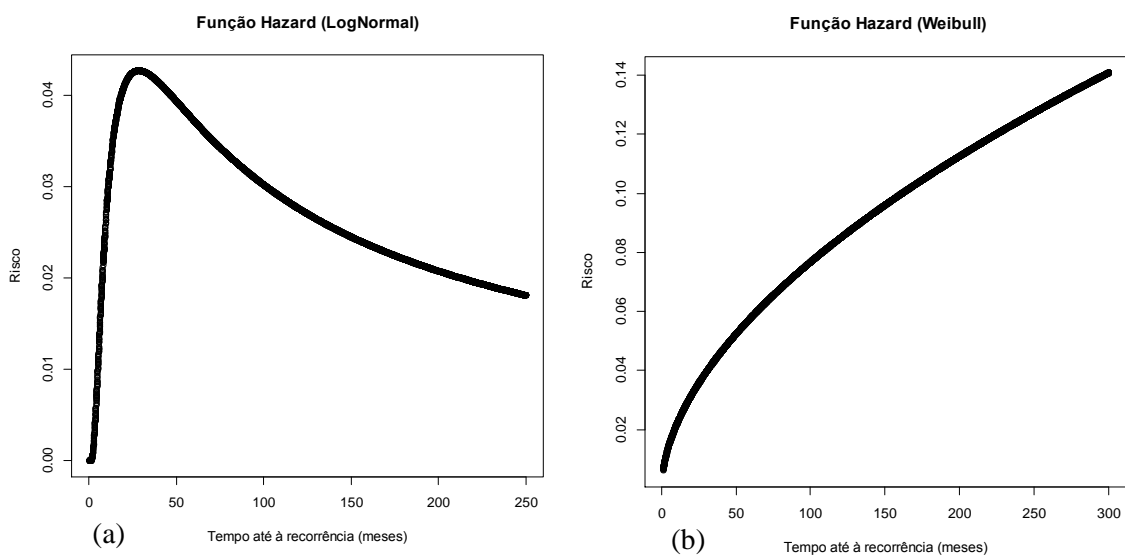 Função Hazard (LogNormal)
Risco
0.04
0.03
0.02
0.01
0.00
0 50 100 150 200 250
(a)
Tempo até à recorrência (meses)
Função Hazard (Weibull)
Risco
0.14
0.12
0.10
0.08
0.06
0.04
0.02
0 50 100 150 200 250 300
(b)
Tempo até à recorrência (meses)